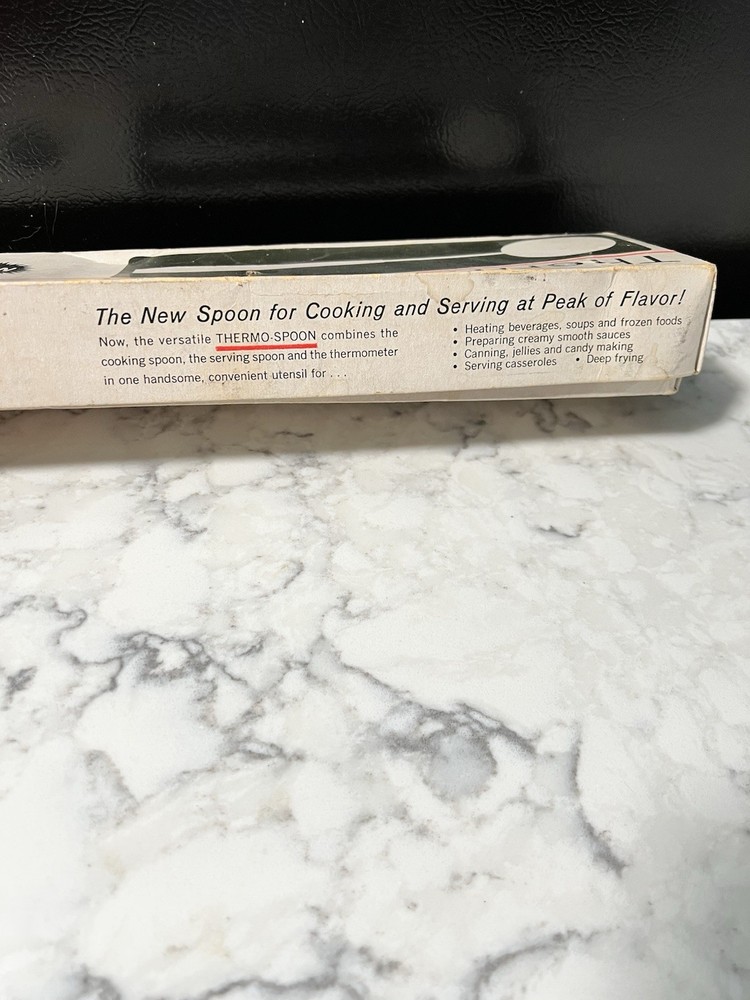 The New Spoon for Cooking and Serving at Peak of Flavor!
Now, the versatile THERMO-SPOON combines the
cooking spoon, the serving spoon and the thermometer
in one handsome, convenient utensil for . . .
• Heating beverages, soups and frozen foods
• Preparing creamy smooth sauces
• Canning, jellies and candy making
• Serving casseroles • Deep frying